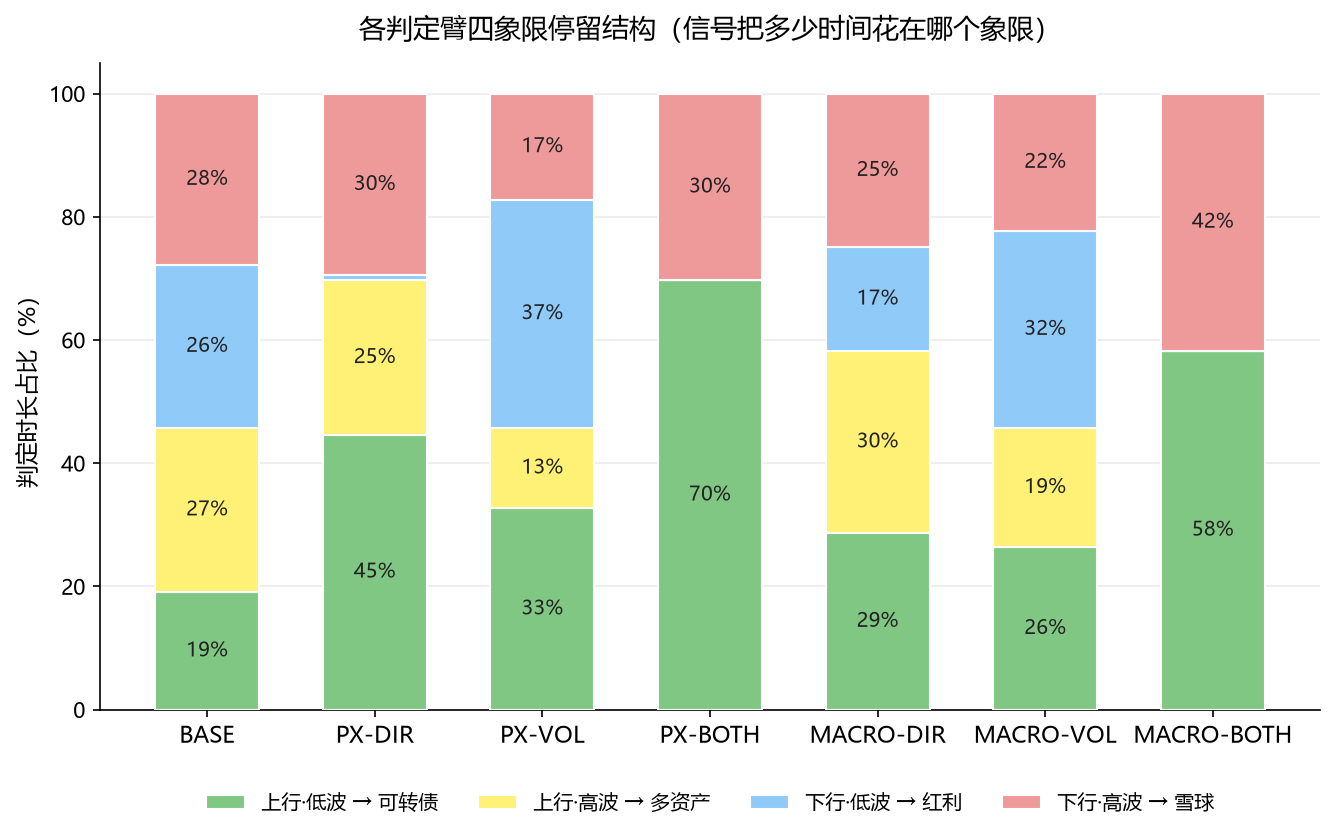 各判定臂四象限停留结构（信号把多少时间花在哪个象限）
判定时长占比（%）
100
80
60
40
20
0
28%
26%
27%
19%
30%
25%
45%
17%
37%
13%
33%
30%
70%
25%
17%
30%
29%
22%
32%
19%
26%
42%
58%
BASE
PX-DIR
PX-VOL
PX-BOTH
MACRO-DIR
MACRO-VOL
MACRO-BOTH
上行·低波 → 可转债
上行·高波 → 多资产
下行·低波 → 红利
下行·高波 → 雪球